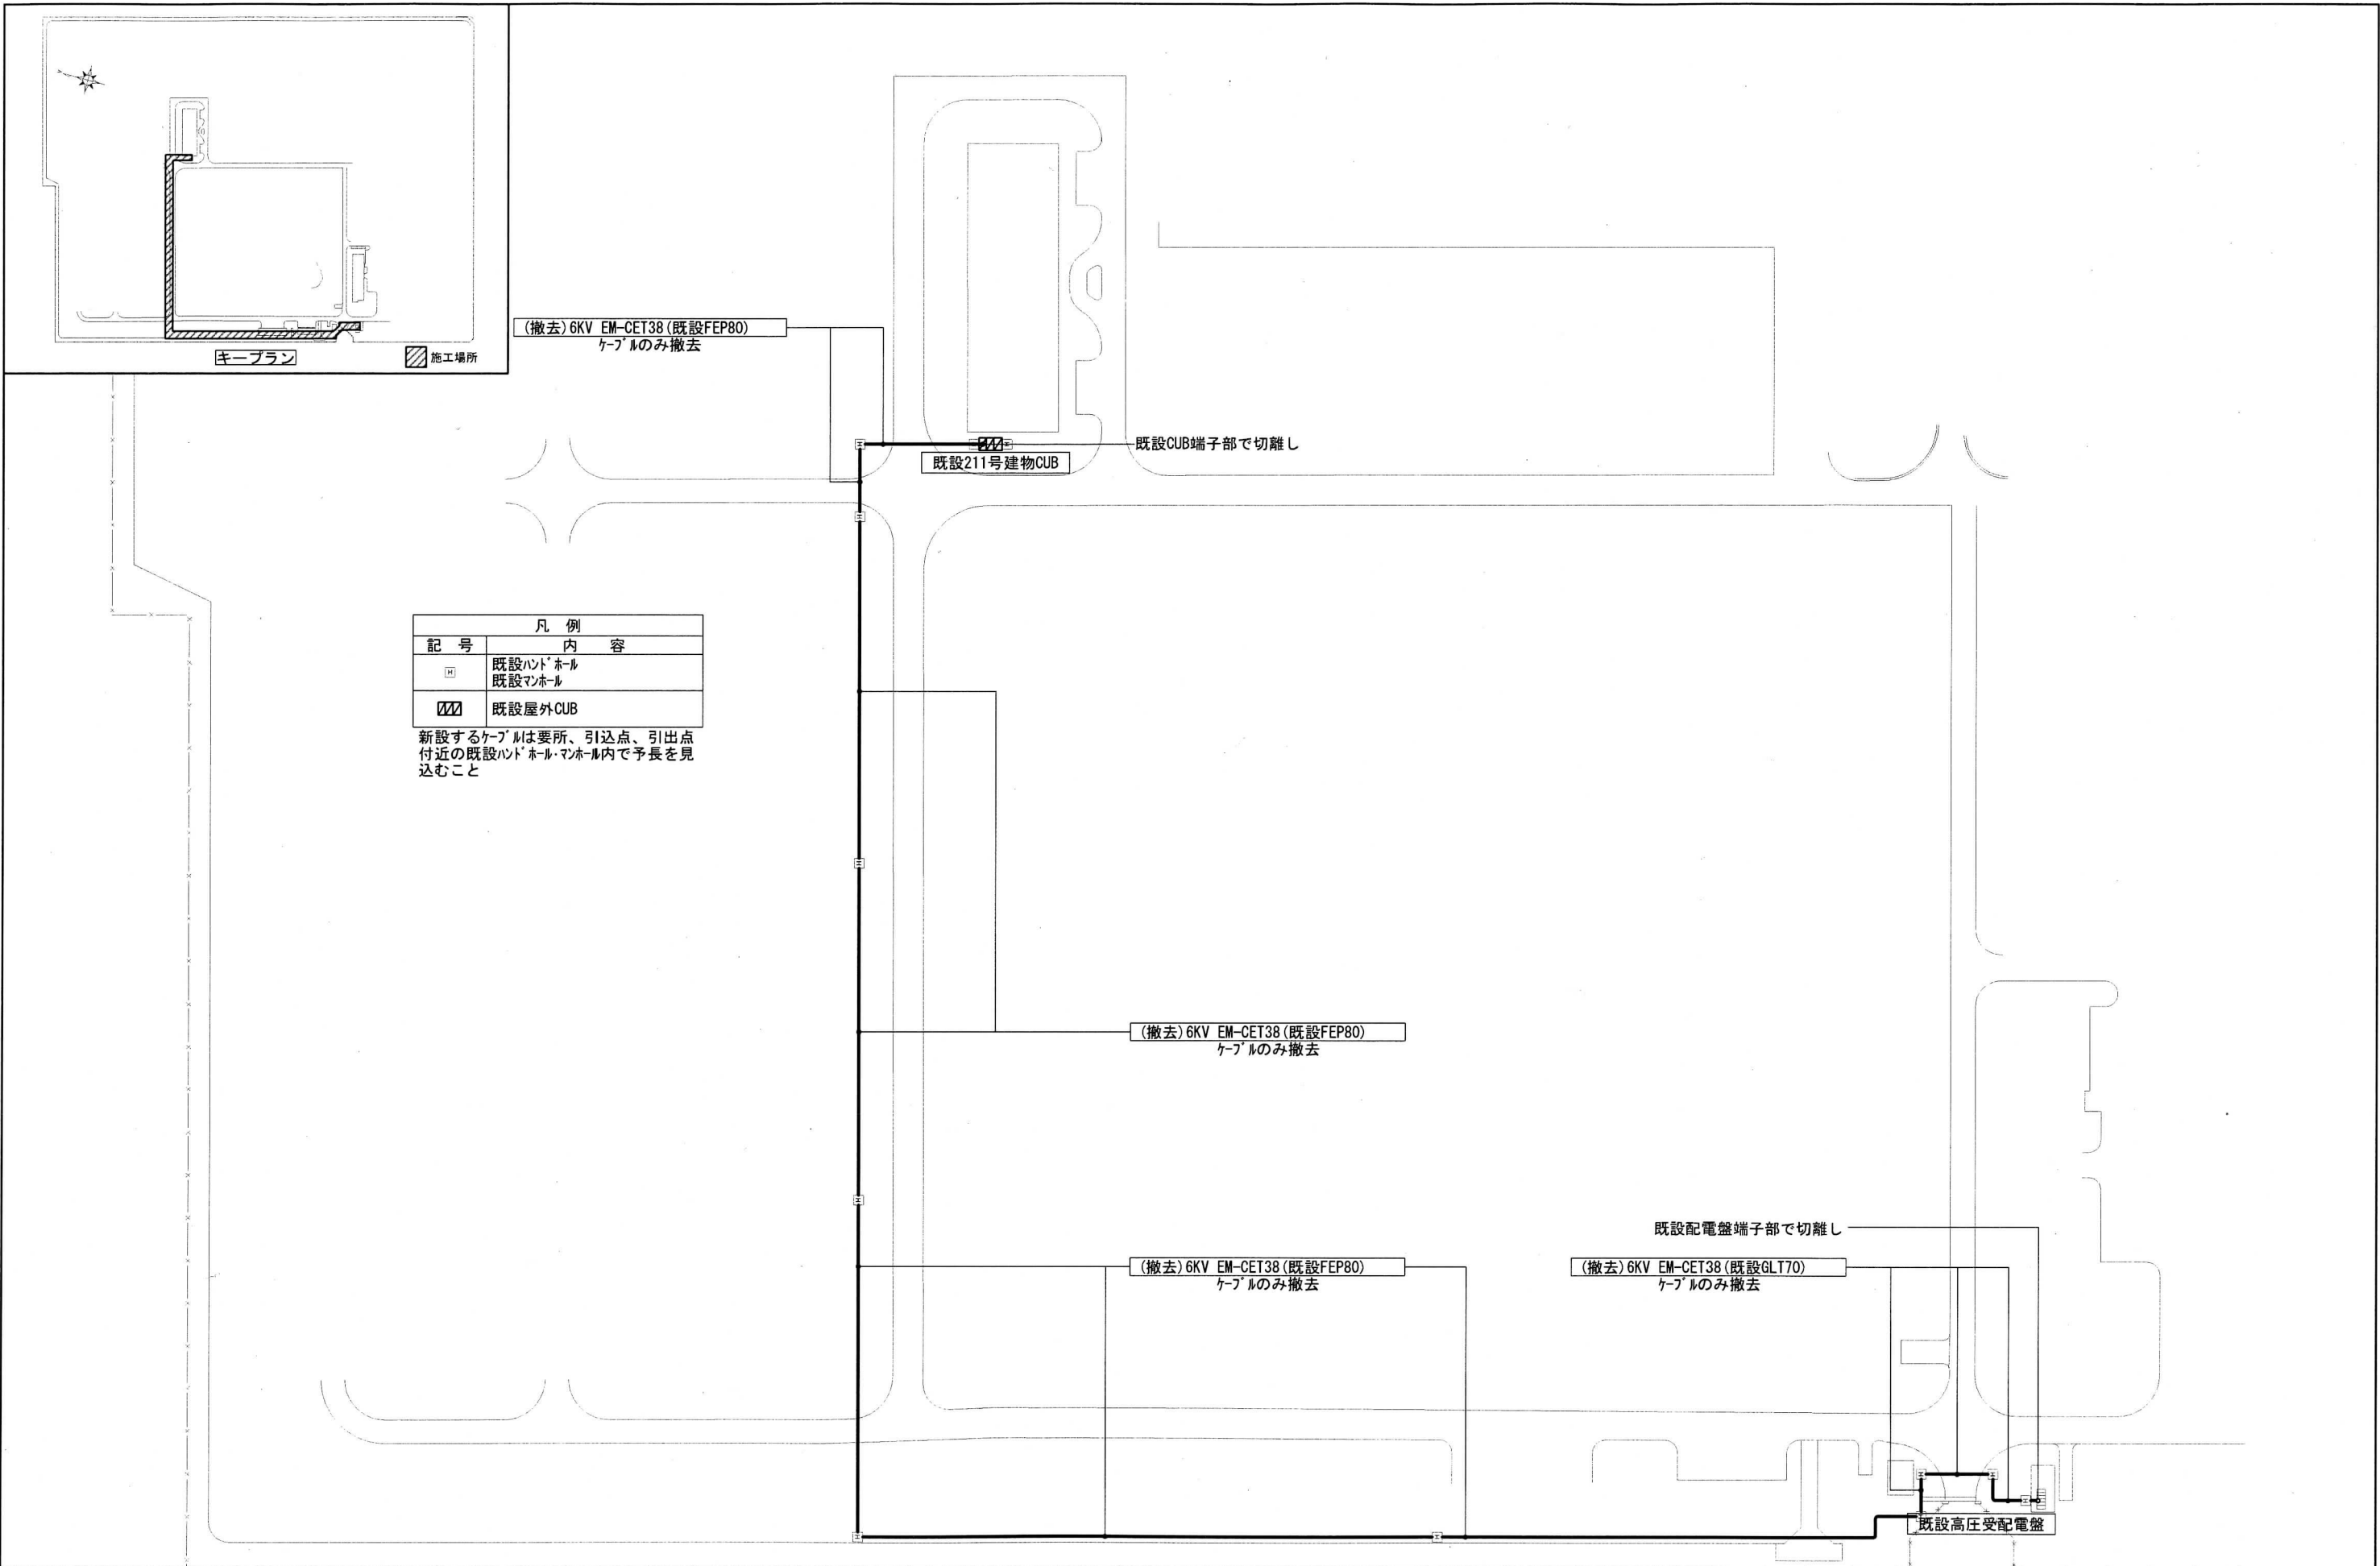 キープラン
施工場所
(撤去)6KV EM-CET38(既設FEP80)
ケーブルのみ撤去
既設CUB端子部で切離し
既設211号建物CUB
凡 例
記 号 内 容
H 既設ハンドホール
既設マンホール
既設屋外CUB
新設するケーブルは要所、引込点、引出点
付近の既設ハンドホール・マンホール内で予長を見
込むこと
(撤去)6KV EM-CET38(既設FEP80)
ケーブルのみ撤去
既設配電盤端子部で切離し
(撤去)6KV EM-CET38(既設FEP80)
ケーブルのみ撤去
(撤去)6KV EM-CET38(既設GLT70)
ケーブルのみ撤去
既設高圧受配電盤